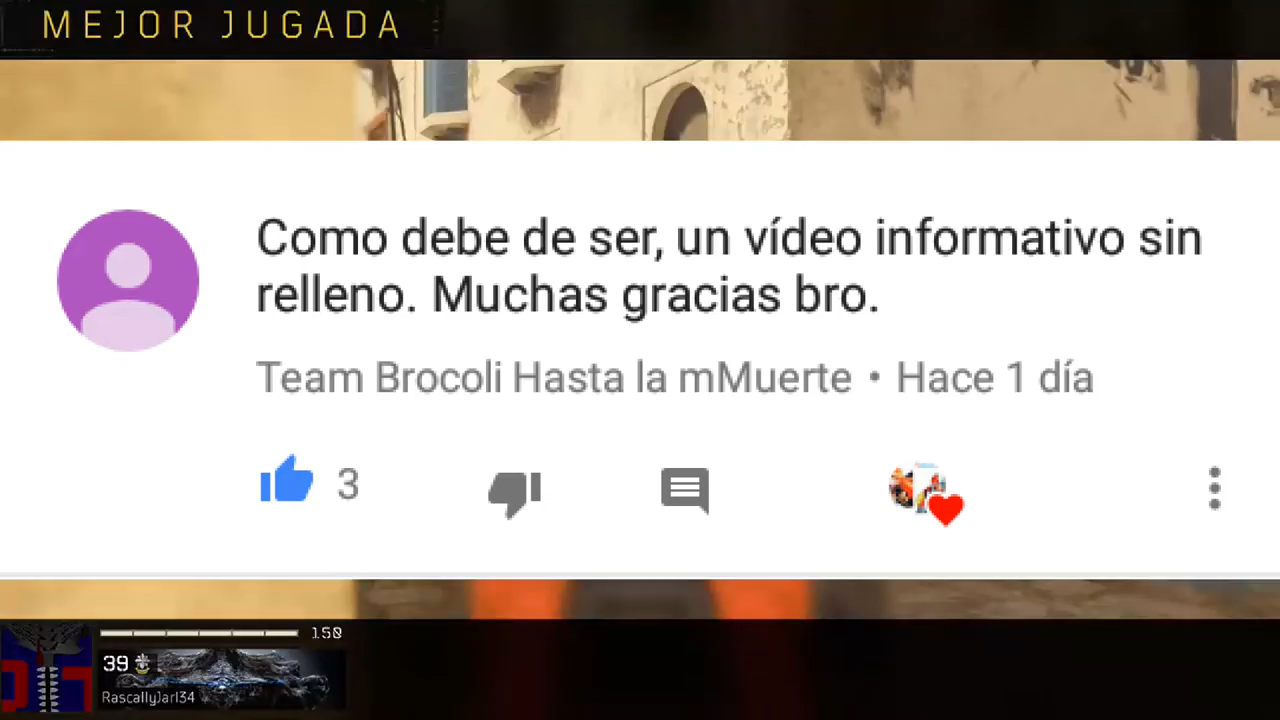 MEJOR JUGADA
Como debe de ser, un vídeo informativo sin
relleno. Muchas gracias bro.
Team Brocoli Hasta la mMuerte • Hace 1 día
3
150
39
RascallyJarl34